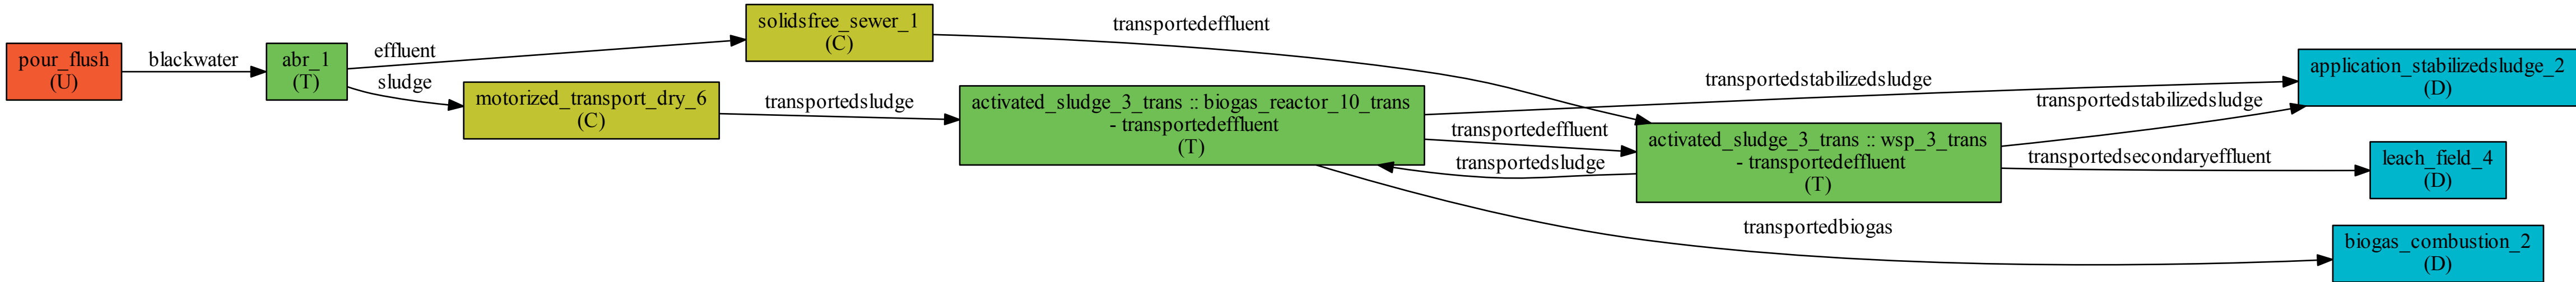 pour_flush
(U)
blackwater
abr_1
(T)
effluent
sludge
solidsfree_sewer_1
(C)
motorized_transport_dry_6
(C)
transportedeffluent
transportedsludge
activated_sludge_3_trans :: biogas_reactor_10_trans
- transportedeffluent
(T)
transportedstabilizedsludge
transportedeffluent
transportedsludge
activated_sludge_3_trans :: wsp_3_trans
- transportedeffluent
(T)
transportedstabilizedsludge
transportedsecondaryeffluent
transportedbiogas
application_stabilizedsludge_2
(D)
leach_field_4
(D)
biogas_combustion_2
(D)